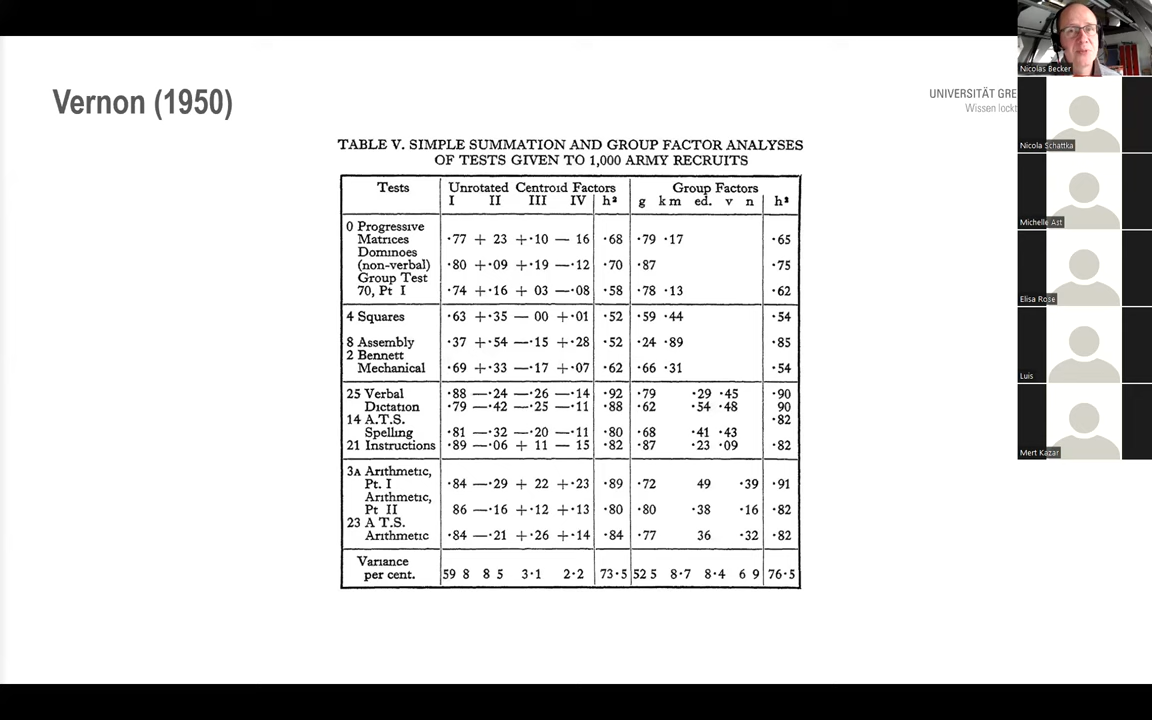 Vernon (1950)
UNIVERSITÄT GRE
Wissen lockt
TABLE V. SIMPLE SUMMATION AND GROUP FACTOR ANALYSES
OF TESTS GIVEN TO 1,000 ARMY RECRUITS
Tests Unrotated Centroid Factors Group Factors
I II III IV h² g k m ed. v n h²
0 Progressive
Matrices ·77 + 23 +·10 — 16 ·68 ·79 ·17 ·65
Dominoes
(non-verbal) ·80 +·09 +·19 —·12 ·70 ·87 ·75
Group Test
70, Pt I ·74 +·16 + 03 —·08 ·58 ·78 ·13 ·62
4 Squares ·63 +·35 — 00 +·01 ·52 ·59 ·44 ·54
8 Assembly ·37 +·54 —·15 +·28 ·52 ·24 ·89 ·85
2 Bennett
Mechanical ·69 +·33 —·17 +·07 ·62 ·66 ·31 ·54
25 Verbal ·88 —·24 —·26 —·14 ·92 ·79 ·29 ·45 ·90
Dictation ·79 —·42 —·25 —·11 ·88 ·62 ·54 ·48 90
14 A.T.S. ·82
Spelling ·81 —·32 —·20 —·11 ·80 ·68 ·41 ·43
21 Instructions ·89 —·06 + 11 — 15 ·82 ·87 ·23 ·09 ·82
3A Arithmetic,
Pt. I ·84 —·29 + 22 +·23 ·89 ·72 49 ·39 ·91
Arithmetic,
Pt II 86 —·16 +·12 +·13 ·80 ·80 ·38 ·16 ·82
23 A T.S.
Arithmetic ·84 —·21 +·26 +·14 ·84 ·77 36 ·32 ·82
Variance
per cent. 59 8 8 5 3·1 2·2 73·5 52 5 8·7 8·4 6 9 76·5
Nicolas Becker
Nicola Schattka
Michelle Ast
Elisa Rose
Luis
Mert Kazar